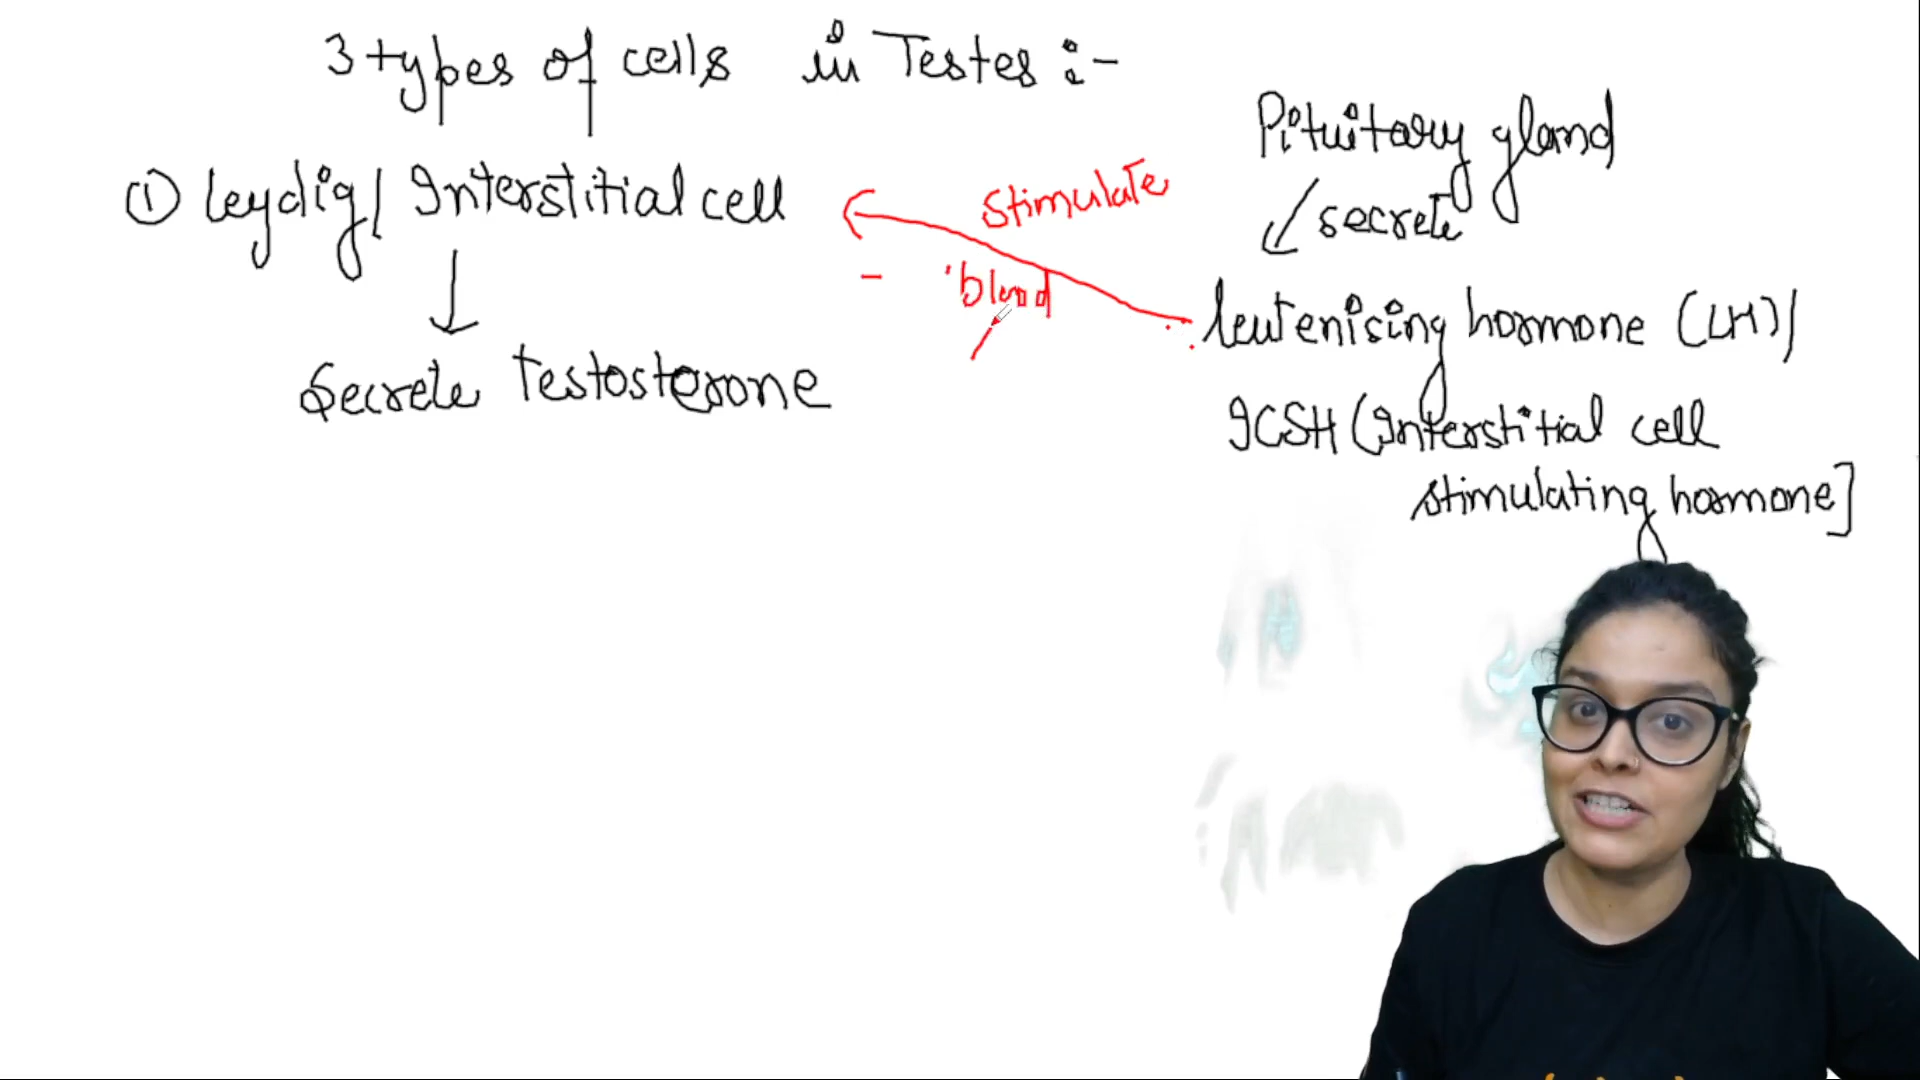 3 types of cells in Testes :-
① Leydig/ Interstitial cell
↓
Secrete Testosterone
Stimulate
blood
Pituitary gland
secrete
leutenising hormone (LH)/
ICSH (Interstitial cell
stimulating hormone]